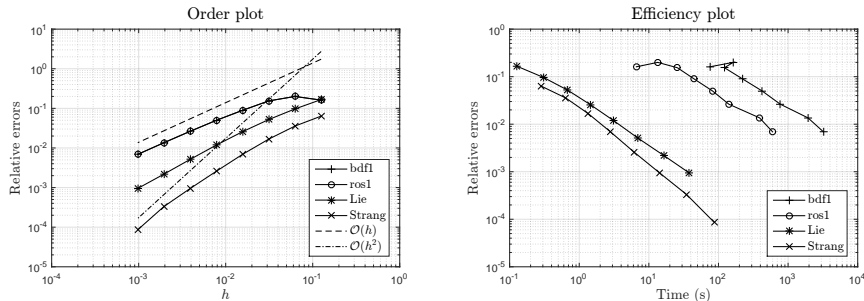 Order plot
10^1
10^0
10^-1
10^-2
10^-3
10^-4
10^-5
Relative errors
bdf1
ros1
Lie
Strang
𝒪(h)
𝒪(h^2)
10^-4
10^-3
10^-2
10^-1
10^0
h
Efficiency plot
10^1
10^0
10^-1
10^-2
10^-3
10^-4
10^-5
Relative errors
bdf1
ros1
Lie
Strang
10^-1
10^0
10^1
10^2
10^3
10^4
Time (s)